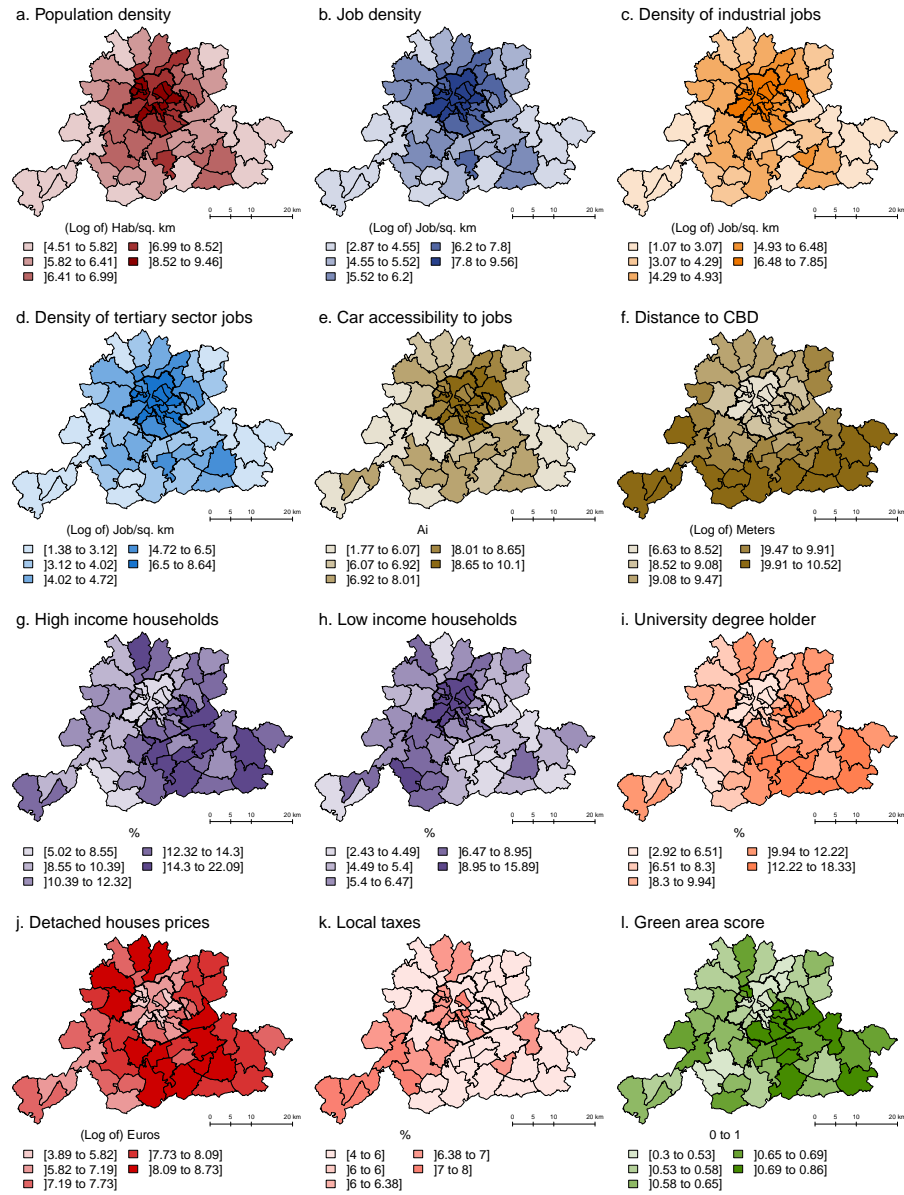 a. Population density
b. Job density
c. Density of industrial jobs
0 5 10 20 km
0 5 10 20 km
0 5 10 20 km
(Log of) Hab/sq. km
(Log of) Job/sq. km
(Log of) Job/sq. km
[4.51 to 5.82] ]6.99 to 8.52]
]5.82 to 6.41] ]8.52 to 9.46]
]6.41 to 6.99]
[2.87 to 4.55] ]6.2 to 7.8]
]4.55 to 5.52] ]7.8 to 9.56]
]5.52 to 6.2]
[1.07 to 3.07] ]4.93 to 6.48]
]3.07 to 4.29] ]6.48 to 7.85]
]4.29 to 4.93]
d. Density of tertiary sector jobs
e. Car accessibility to jobs
f. Distance to CBD
0 5 10 20 km
0 5 10 20 km
0 5 10 20 km
(Log of) Job/sq. km
Ai
(Log of) Meters
[1.38 to 3.12] ]4.72 to 6.5]
]3.12 to 4.02] ]6.5 to 8.64]
]4.02 to 4.72]
[1.77 to 6.07] ]8.01 to 8.65]
]6.07 to 6.92] ]8.65 to 10.1]
]6.92 to 8.01]
[6.63 to 8.52] ]9.47 to 9.91]
]8.52 to 9.08] ]9.91 to 10.52]
]9.08 to 9.47]
g. High income households
h. Low income households
i. University degree holder
0 5 10 20 km
0 5 10 20 km
0 5 10 20 km
%
%
%
[5.02 to 8.55] ]12.32 to 14.3]
]8.55 to 10.39] ]14.3 to 22.09]
]10.39 to 12.32]
[2.43 to 4.49] ]6.47 to 8.95]
]4.49 to 5.4] ]8.95 to 15.89]
]5.4 to 6.47]
[2.92 to 6.51] ]9.94 to 12.22]
]6.51 to 8.3] ]12.22 to 18.33]
]8.3 to 9.94]
j. Detached houses prices
k. Local taxes
l. Green area score
0 5 10 20 km
0 5 10 20 km
0 5 10 20 km
(Log of) Euros
%
0 to 1
[3.89 to 5.82] ]7.73 to 8.09]
]5.82 to 7.19] ]8.09 to 8.73]
]7.19 to 7.73]
[4 to 6] ]6.38 to 7]
]6 to 6] ]7 to 8]
]6 to 6.38]
[0.3 to 0.53] ]0.65 to 0.69]
]0.53 to 0.58] ]0.69 to 0.86]
]0.58 to 0.65]